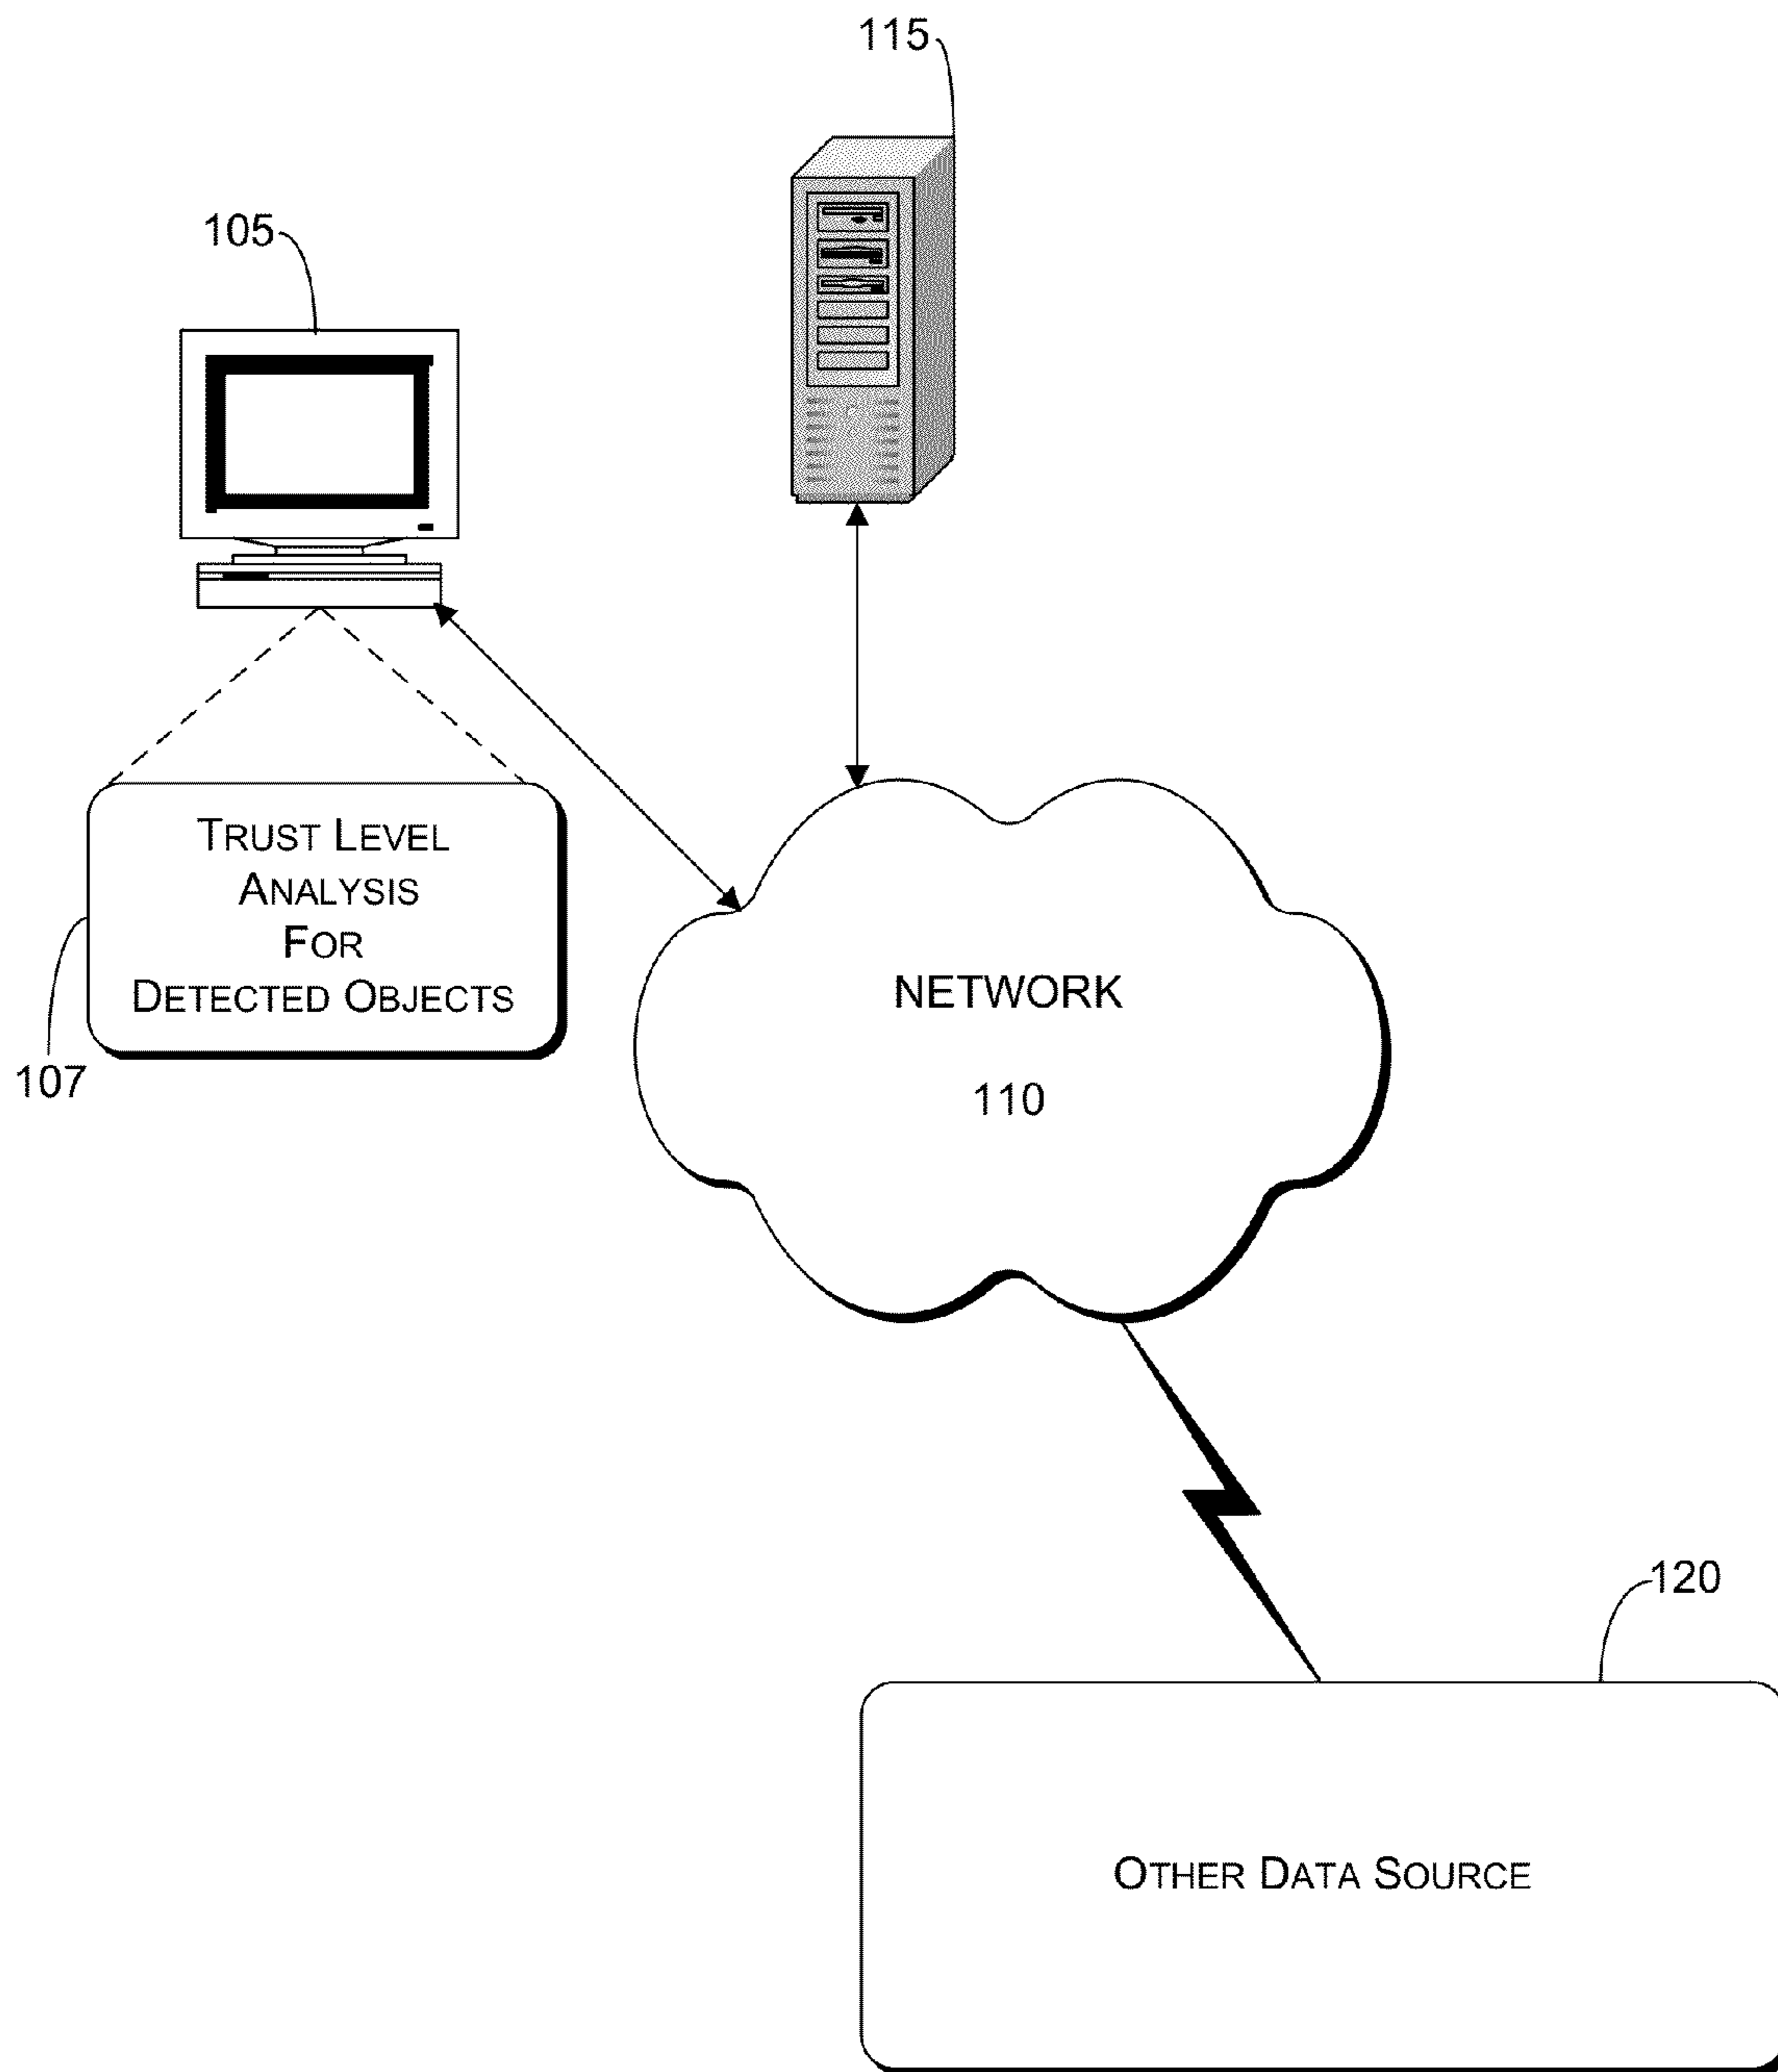 115
105
TRUST LEVEL
ANALYSIS
FOR
DETECTED OBJECTS
107
NETWORK
110
120
OTHER DATA SOURCE